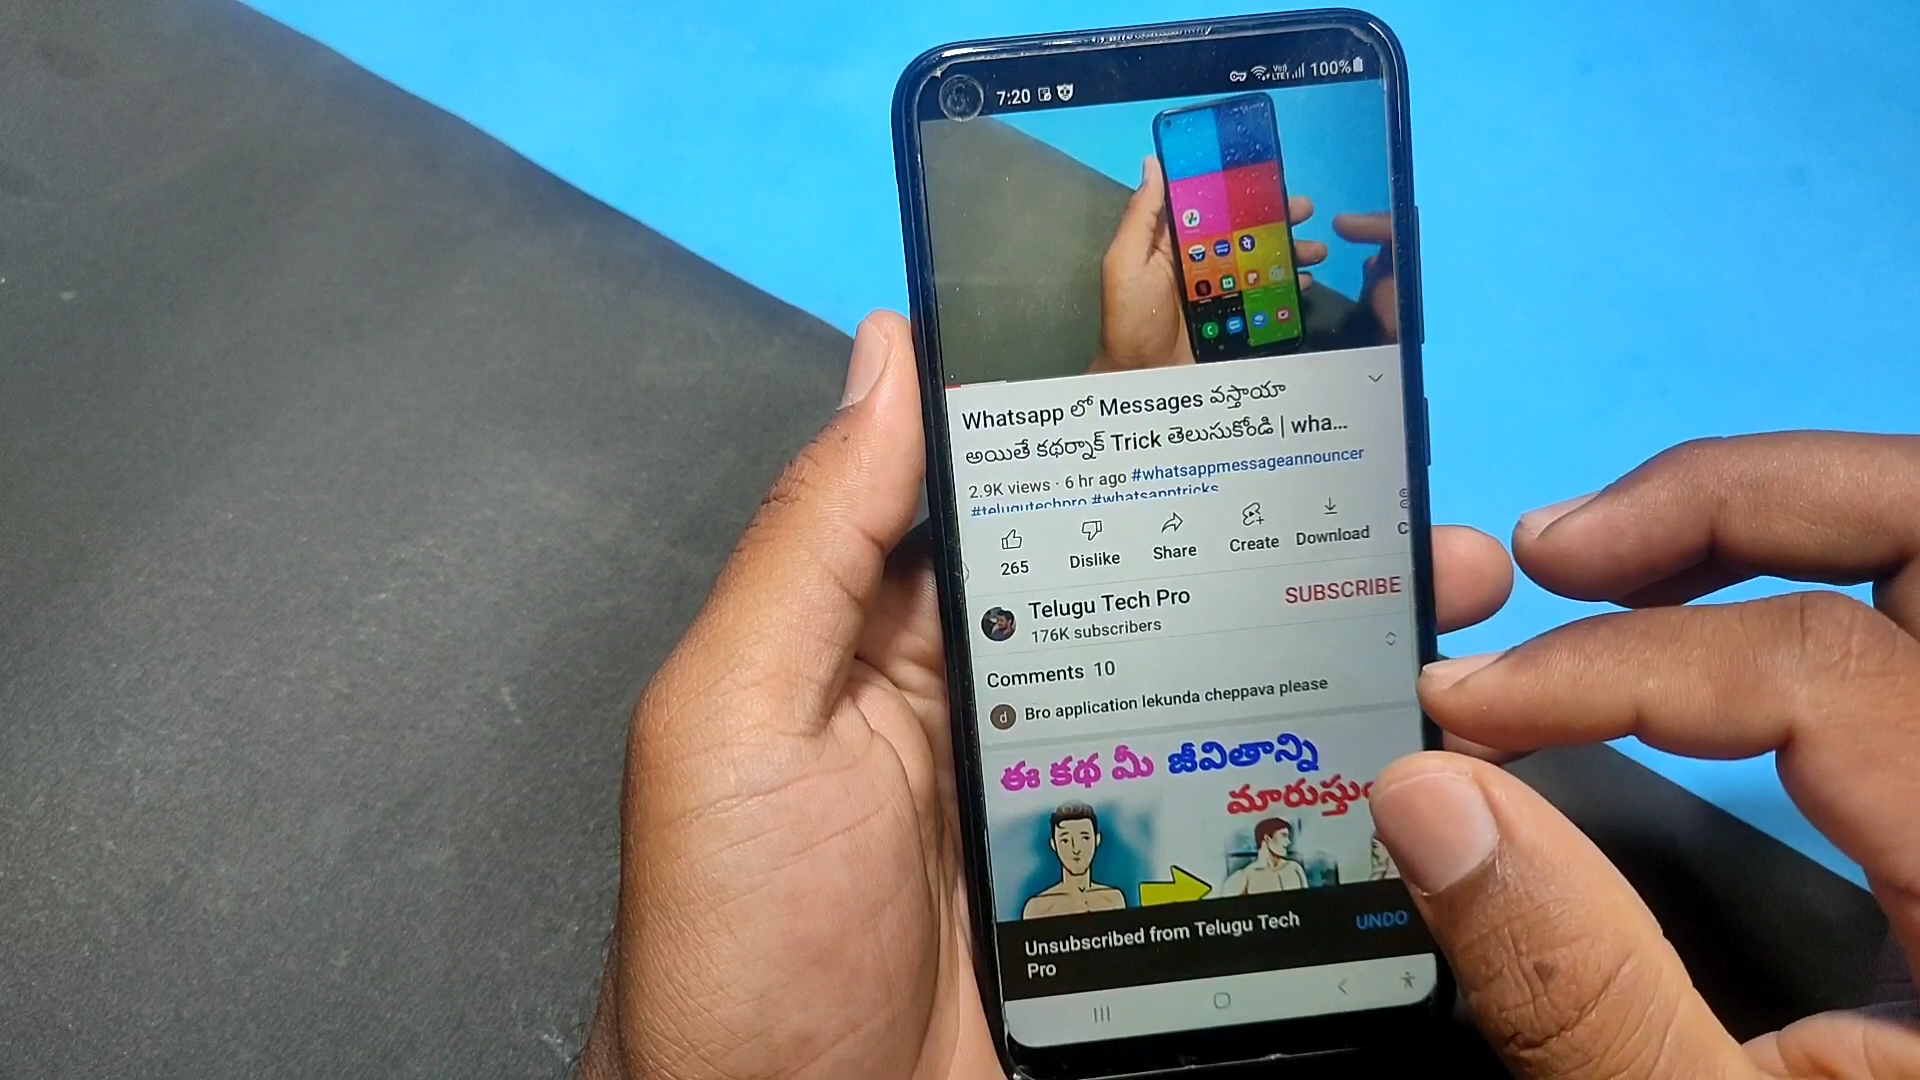 7:20
100%
Whatsapp లో Messages వస్తాయా
అయితే కథర్నాక్ Trick తెలుసుకోండి | wha...
2.9K views · 6 hr ago #whatsappmessageannouncer
#telugutechpro #whatsapptricks
265
Dislike
Share
Create
Download
C
Telugu Tech Pro
SUBSCRIBE
176K subscribers
Comments 10
d
Bro application lekunda cheppava please
ఈ కథ మీ జీవితాన్ని
Unsubscribed from Telugu Tech
Pro
UNDO